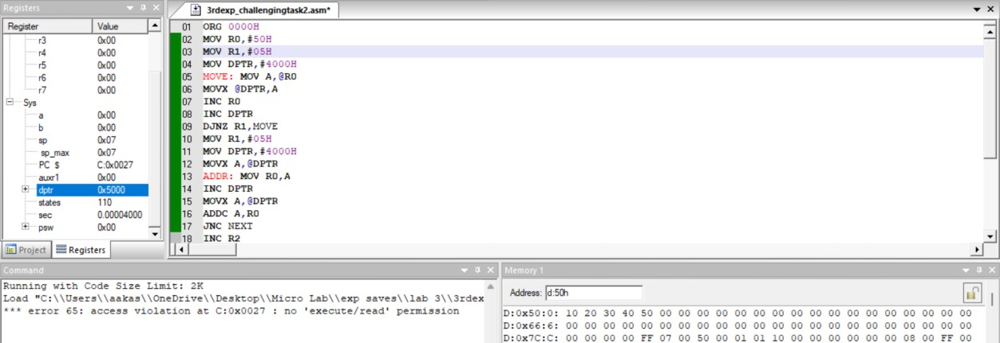 Registers
Register Value
r3 0x00
r4 0x00
r5 0x00
r6 0x00
r7 0x00
Sys
a 0x00
b 0x00
sp 0x07
sp_max 0x07
PC $ C:0x0027
auxr1 0x00
dptr 0x5000
states 110
sec 0.00004000
psw 0x00
Project Registers
3rdexp_challengingtask2.asm*
01 ORG 0000H
02 MOV R0,#50H
03 MOV R1,#05H
04 MOV DPTR,#4000H
05 MOVE: MOV A,@R0
06 MOVX @DPTR,A
07 INC R0
08 INC DPTR
09 DJNZ R1,MOVE
10 MOV R1,#05H
11 MOV DPTR,#4000H
12 MOVX A,@DPTR
13 ADDR: MOV R0,A
14 INC DPTR
15 MOVX A,@DPTR
16 ADDC A,R0
17 JNC NEXT
18 INC R2
Command
Running with Code Size Limit: 2K
Load "C:\\Users\\aakas\\OneDrive\\Desktop\\Micro Lab\\exp saves\\lab 3\\3rdex
*** error 65: access violation at C:0x0027 : no 'execute/read' permission
Memory 1
Address: d:50h
D:0x50:0: 10 20 30 40 50 00 00 00 00 00 00 00 00 00 00 00 00 00 00 00 00 00
D:0x66:6: 00 00 00 00 00 00 00 00 00 00 00 00 00 00 00 00 00 00 00 00 00 00
D:0x7C:C: 00 00 00 00 FF 07 00 50 00 01 01 10 00 00 00 00 00 00 08 00 FF 00